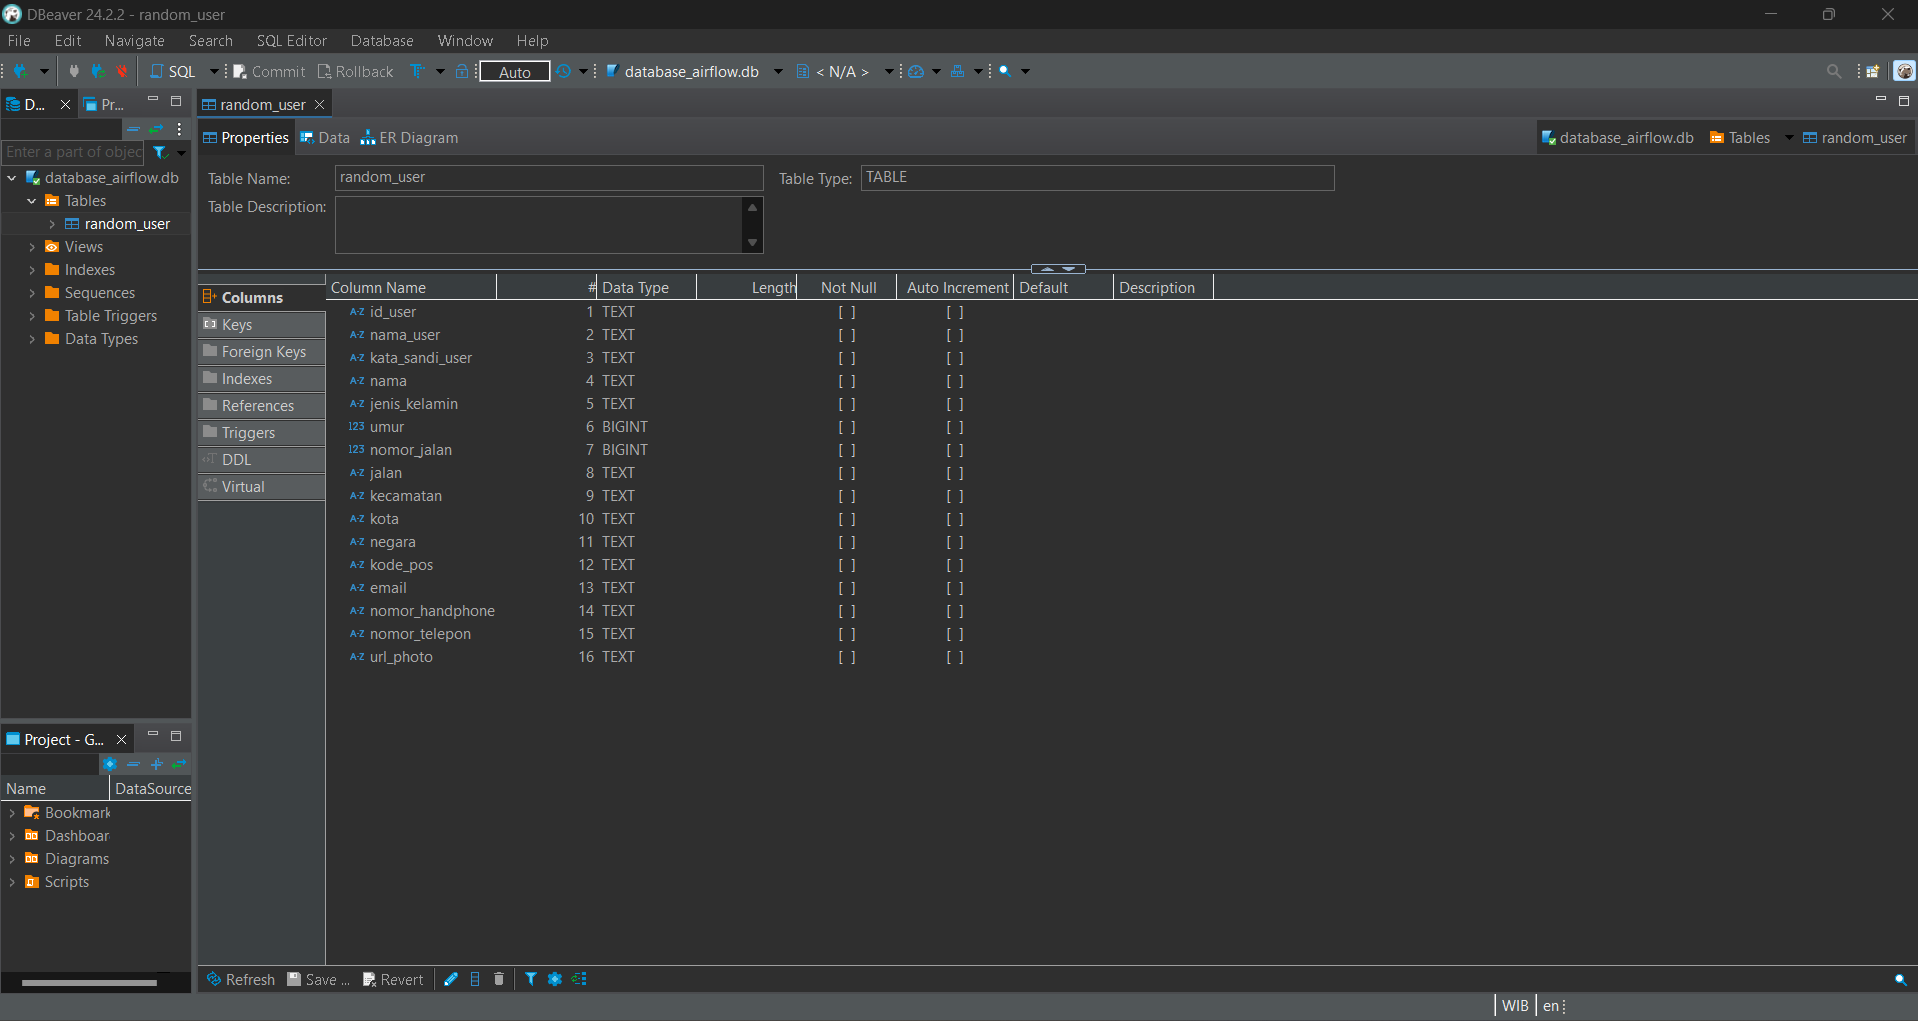 DBeaver 24.2.2 - random_user
File Edit Navigate Search SQL Editor Database Window Help
SQL Commit Rollback Auto database_airflow.db < N/A >
D... Pr... random_user
Properties Data ER Diagram database_airflow.db Tables random_user
Enter a part of objec
database_airflow.db
Tables
random_user
Views
Indexes
Sequences
Table Triggers
Data Types
Table Name: random_user Table Type: TABLE
Table Description:
Columns
Keys
Foreign Keys
Indexes
References
Triggers
DDL
Virtual
Column Name # Data Type Length Not Null Auto Increment Default Description
A-Z id_user 1 TEXT [ ] [ ]
A-Z nama_user 2 TEXT [ ] [ ]
A-Z kata_sandi_user 3 TEXT [ ] [ ]
A-Z nama 4 TEXT [ ] [ ]
A-Z jenis_kelamin 5 TEXT [ ] [ ]
123 umur 6 BIGINT [ ] [ ]
123 nomor_jalan 7 BIGINT [ ] [ ]
A-Z jalan 8 TEXT [ ] [ ]
A-Z kecamatan 9 TEXT [ ] [ ]
A-Z kota 10 TEXT [ ] [ ]
A-Z negara 11 TEXT [ ] [ ]
A-Z kode_pos 12 TEXT [ ] [ ]
A-Z email 13 TEXT [ ] [ ]
A-Z nomor_handphone 14 TEXT [ ] [ ]
A-Z nomor_telepon 15 TEXT [ ] [ ]
A-Z url_photo 16 TEXT [ ] [ ]
Project - G...
Name DataSource
Bookmark
Dashboar
Diagrams
Scripts
Refresh Save ... Revert
WIB en